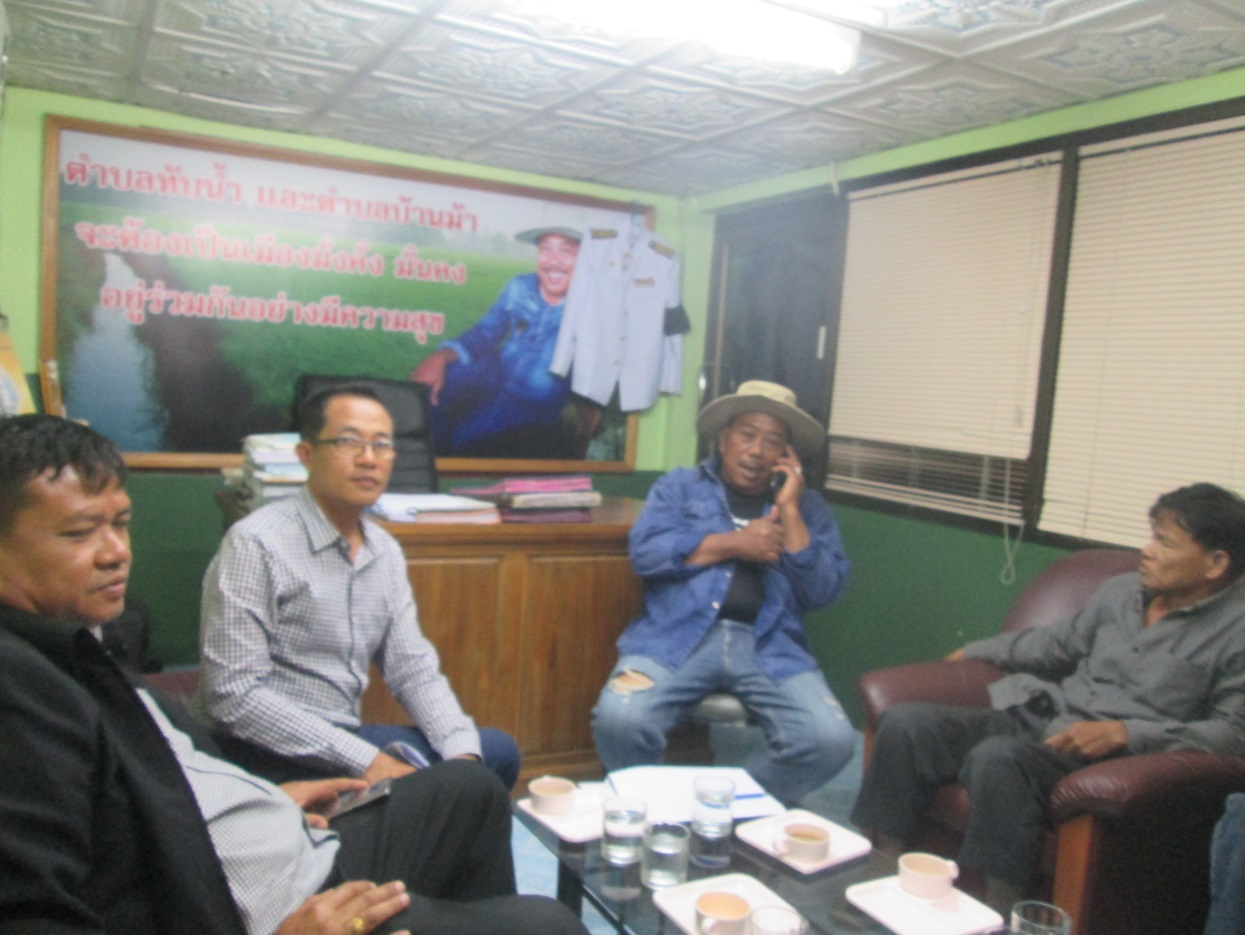 ตำบลทับน้ำ และตำบลบ้านม้า
จะต้องเป็นเมืองมั่งคั่ง มั่นคง
อยู่ร่วมกันอย่างมีความสุข